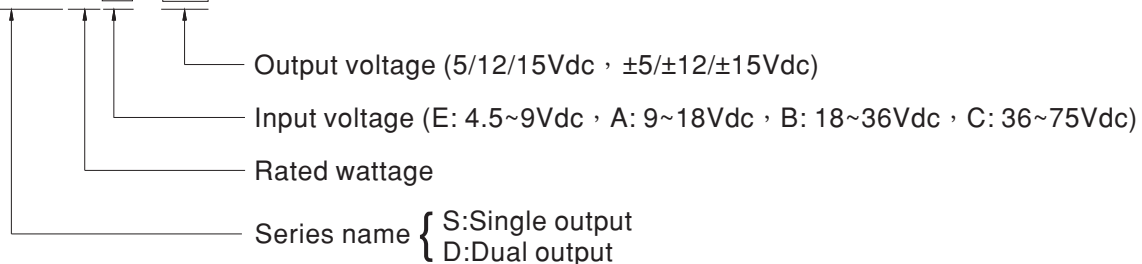 Output voltage (5/12/15Vdc，±5/±12/±15Vdc)
Input voltage (E: 4.5~9Vdc，A: 9~18Vdc，B: 18~36Vdc，C: 36~75Vdc)
Rated wattage
Series name { S:Single output
D:Dual output